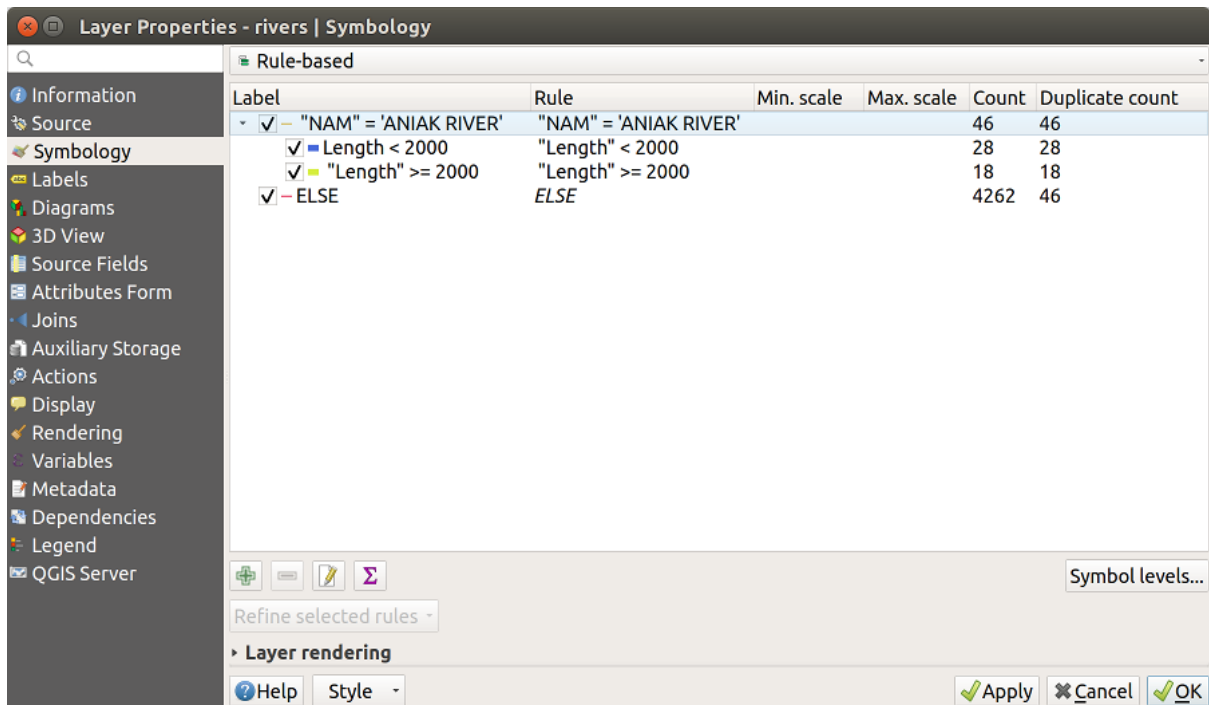 Layer Properties - rivers | Symbology
Rule-based
Information
Source
Symbology
Labels
Diagrams
3D View
Source Fields
Attributes Form
Joins
Auxiliary Storage
Actions
Display
Rendering
Variables
Metadata
Dependencies
Legend
QGIS Server
Label Rule Min. scale Max. scale Count Duplicate count
"NAM" = 'ANIAK RIVER' "NAM" = 'ANIAK RIVER' 46 46
Length < 2000 "Length" < 2000 28 28
"Length" >= 2000 "Length" >= 2000 18 18
ELSE ELSE 4262 46
Σ
Symbol levels...
Refine selected rules
Layer rendering
Help Style Apply Cancel OK